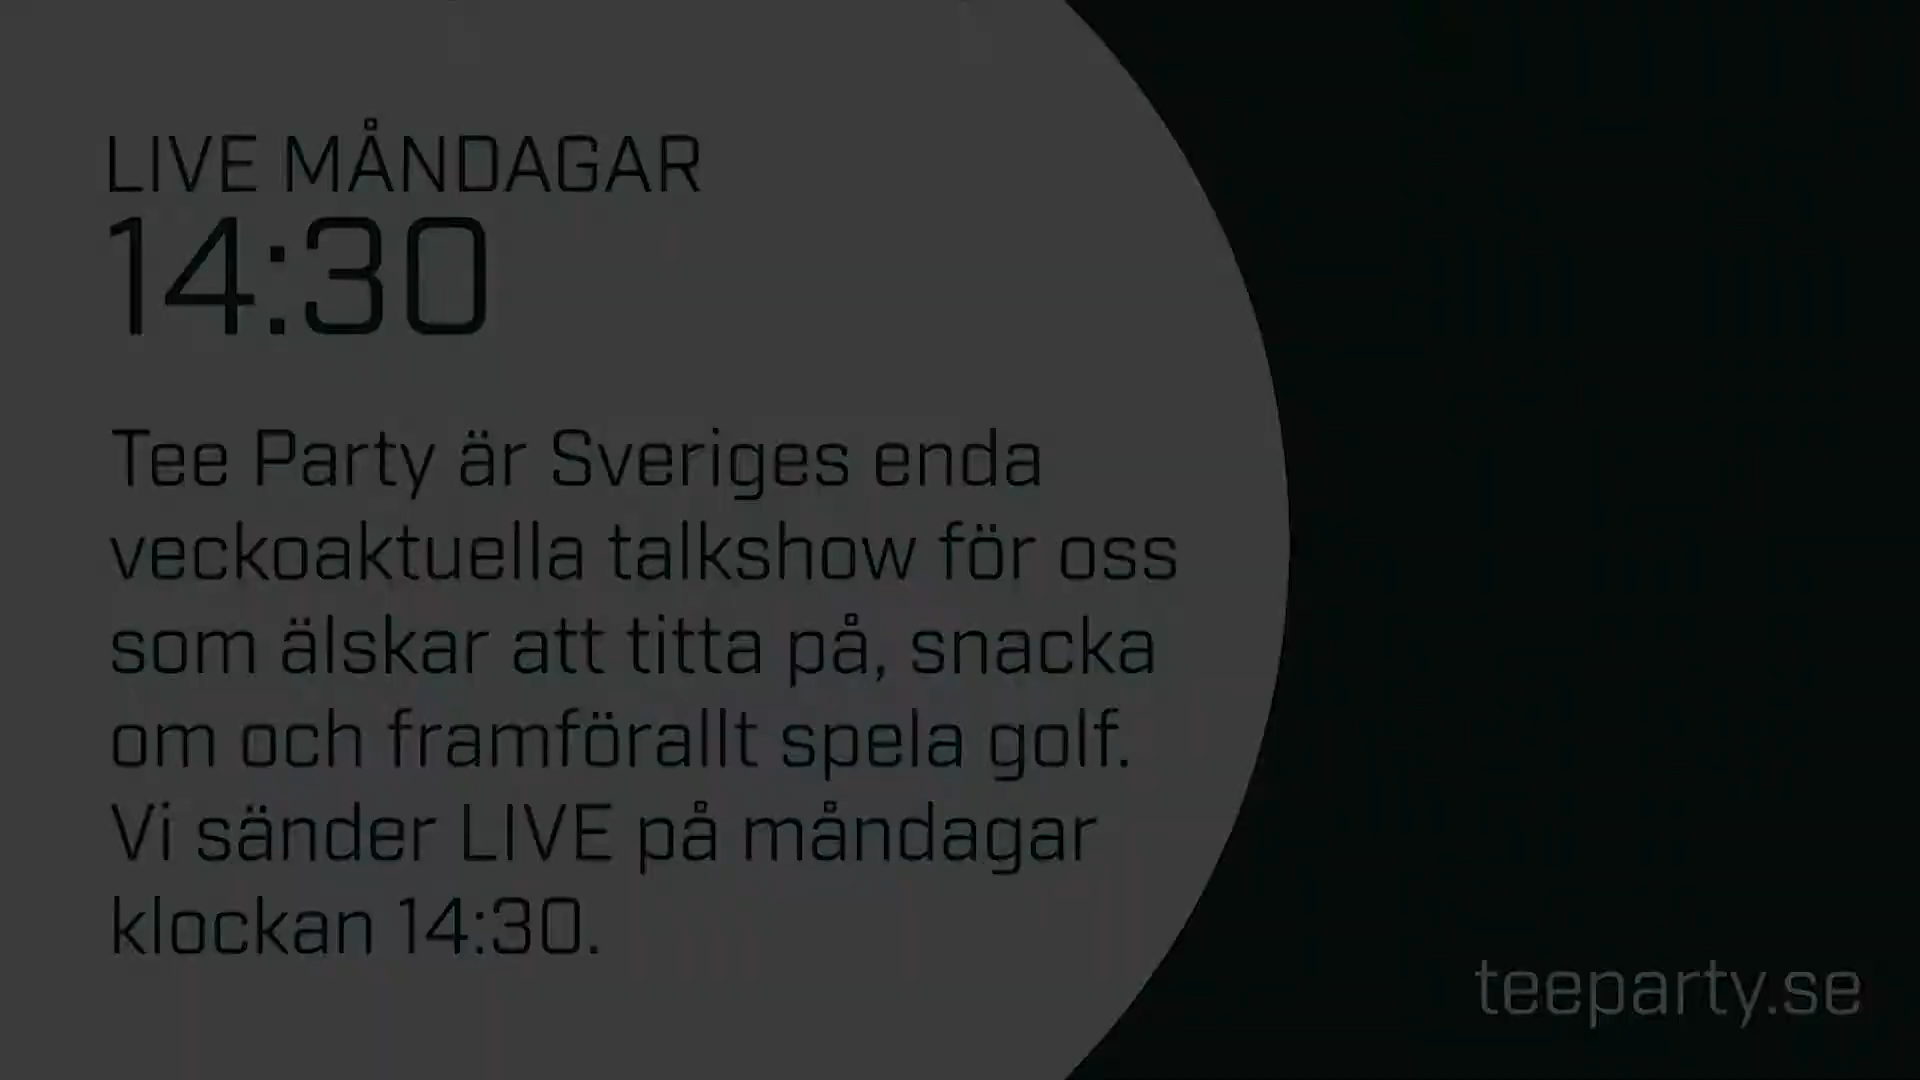 LIVE MÅNDAGAR
14:30
Tee Party är Sveriges enda
veckoaktuella talkshow för oss
som älskar att titta på, snacka
om och framförallt spela golf.
Vi sänder LIVE på måndagar
klockan 14:30.
teeparty.se